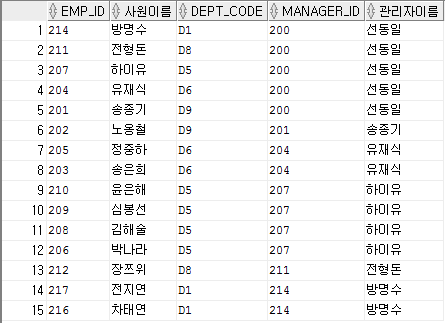 EMP_ID 사원이름 DEPT_CODE MANAGER_ID 관리자이름
1 214 방명수 D1 200 선동일
2 211 전형돈 D8 200 선동일
3 207 하이유 D5 200 선동일
4 204 유재식 D6 200 선동일
5 201 송종기 D9 200 선동일
6 202 노옹철 D9 201 송종기
7 205 정중하 D6 204 유재식
8 203 송은희 D6 204 유재식
9 210 윤은해 D5 207 하이유
10 209 심봉선 D5 207 하이유
11 208 김해술 D5 207 하이유
12 206 박나라 D5 207 하이유
13 212 장쯔위 D8 211 전형돈
14 217 전지연 D1 214 방명수
15 216 차태연 D1 214 방명수